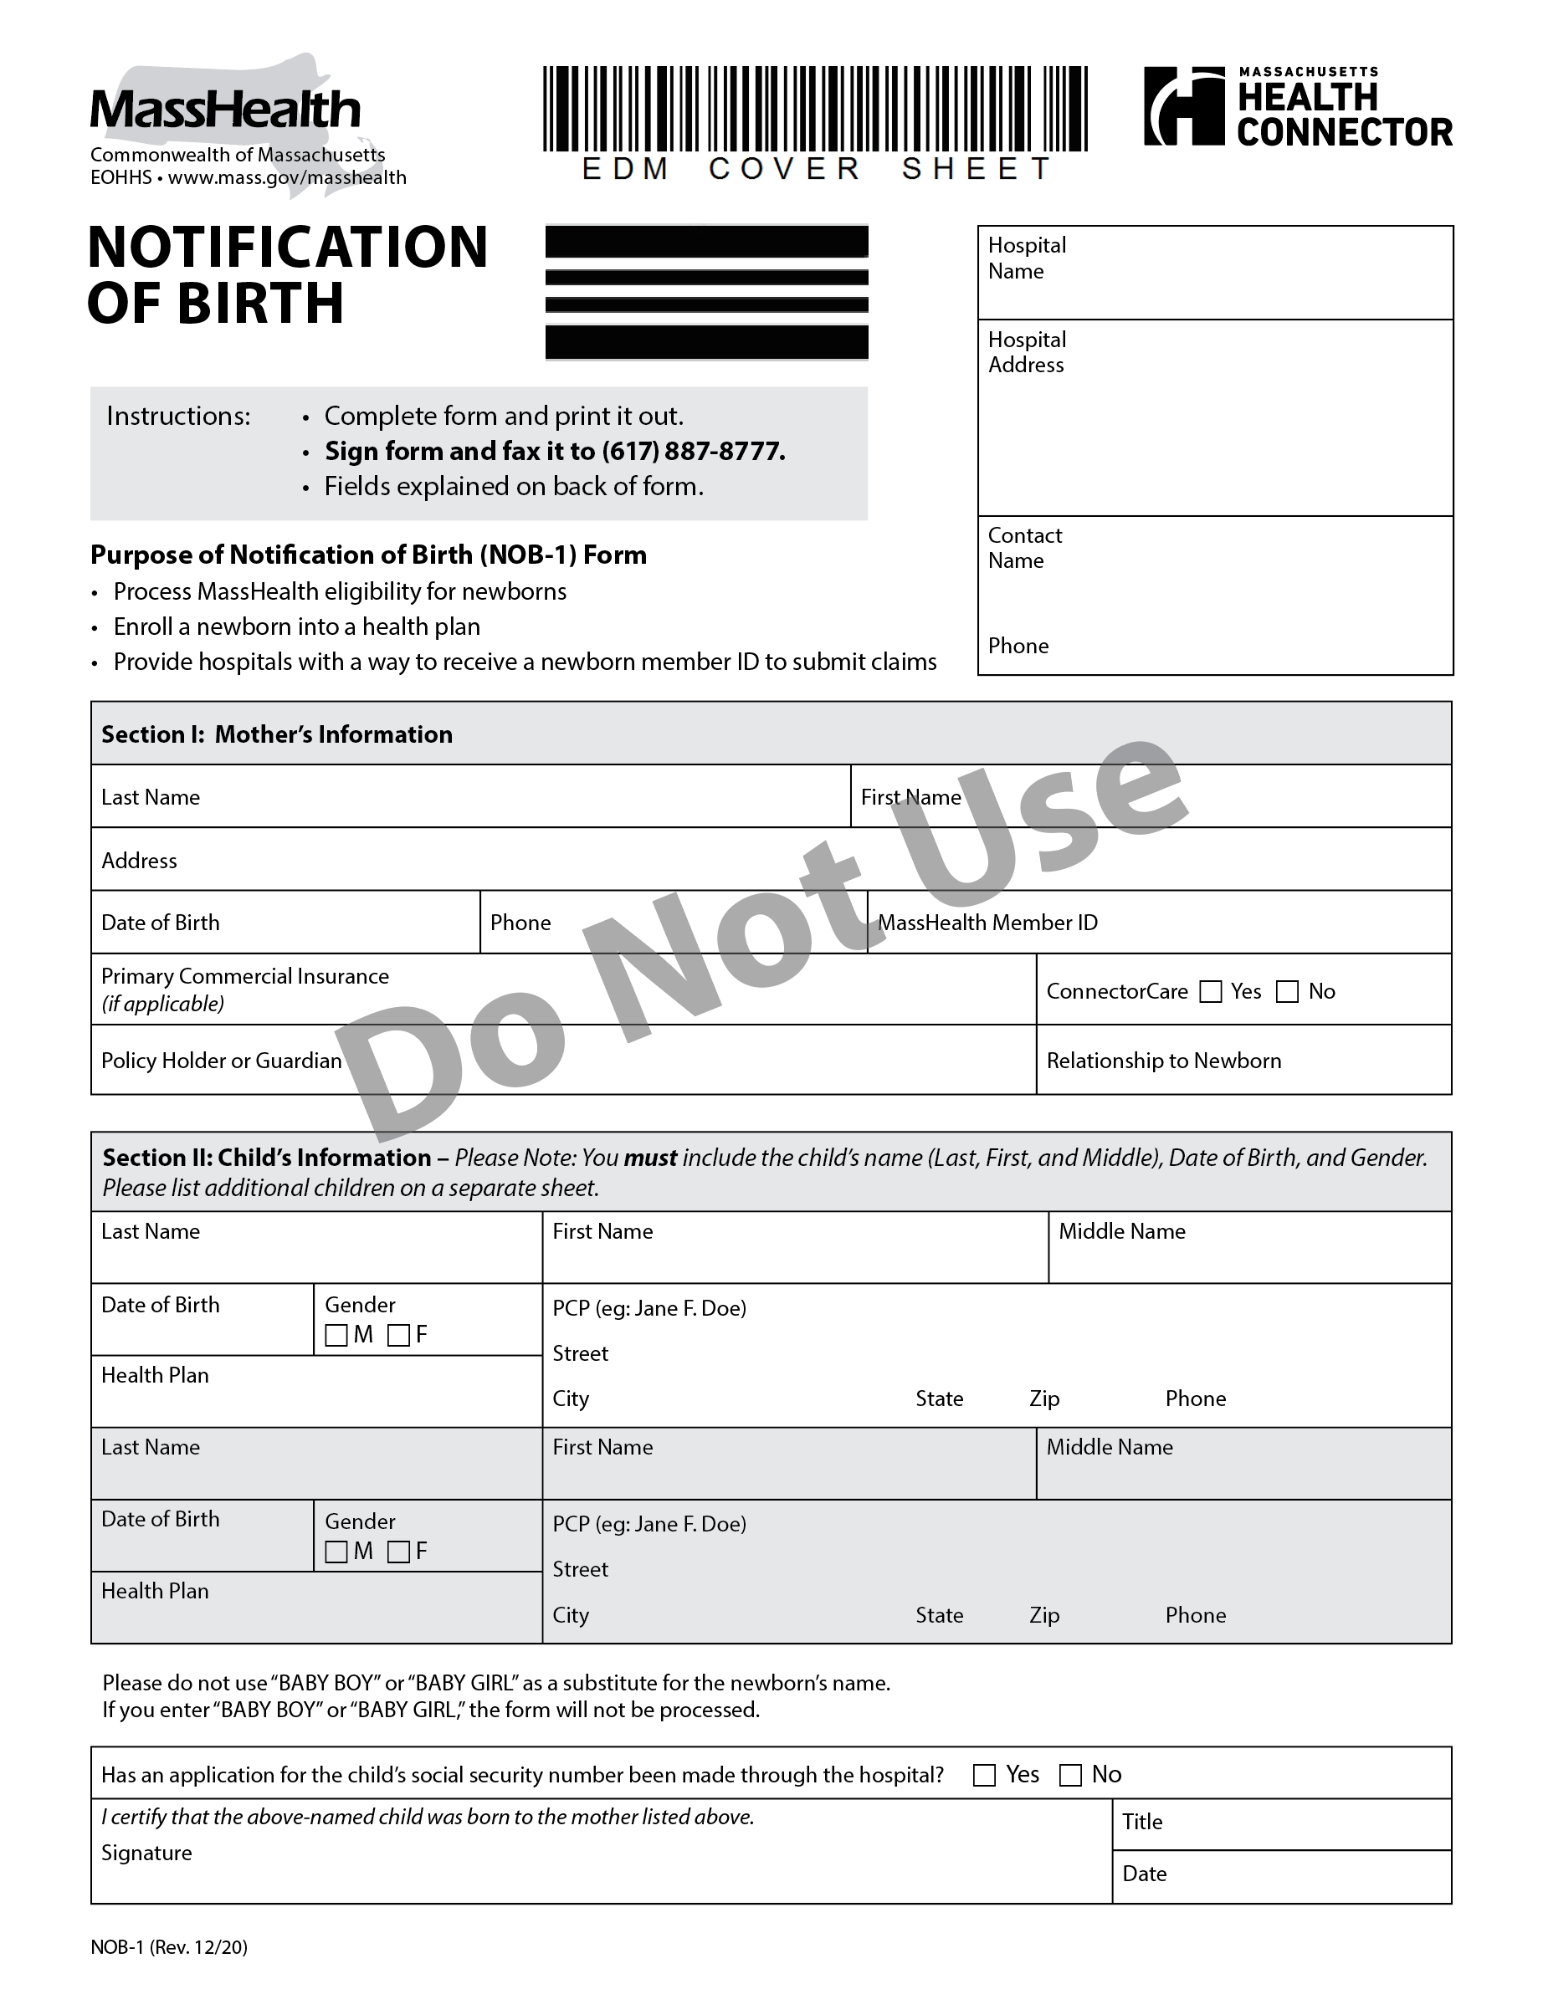 MassHealth
Commonwealth of Massachusetts
EOHHS • www.mass.gov/masshealth
EDM COVER SHEET
MASSACHUSETTS
HEALTH
CONNECTOR
NOTIFICATION
OF BIRTH
Hospital
Name
Hospital
Address
Contact
Name
Phone
Instructions:
• Complete form and print it out.
• Sign form and fax it to (617) 887-8777.
• Fields explained on back of form.
Purpose of Notification of Birth (NOB-1) Form
• Process MassHealth eligibility for newborns
• Enroll a newborn into a health plan
• Provide hospitals with a way to receive a newborn member ID to submit claims
Section I: Mother’s Information
Last Name First Name
Address
Date of Birth Phone MassHealth Member ID
Primary Commercial Insurance
(if applicable)
ConnectorCare Yes No
Policy Holder or Guardian Relationship to Newborn
Do Not Use
Section II: Child’s Information – Please Note: You must include the child’s name (Last, First, and Middle), Date of Birth, and Gender.
Please list additional children on a separate sheet.
Last Name First Name Middle Name
Date of Birth Gender
M F
Health Plan
PCP (eg: Jane F. Doe)
Street
City State Zip Phone
Last Name First Name Middle Name
Date of Birth Gender
M F
Health Plan
PCP (eg: Jane F. Doe)
Street
City State Zip Phone
Please do not use “BABY BOY” or “BABY GIRL” as a substitute for the newborn’s name.
If you enter “BABY BOY” or “BABY GIRL,” the form will not be processed.
Has an application for the child’s social security number been made through the hospital? Yes No
I certify that the above-named child was born to the mother listed above.
Signature
Title
Date
NOB-1 (Rev. 12/20)